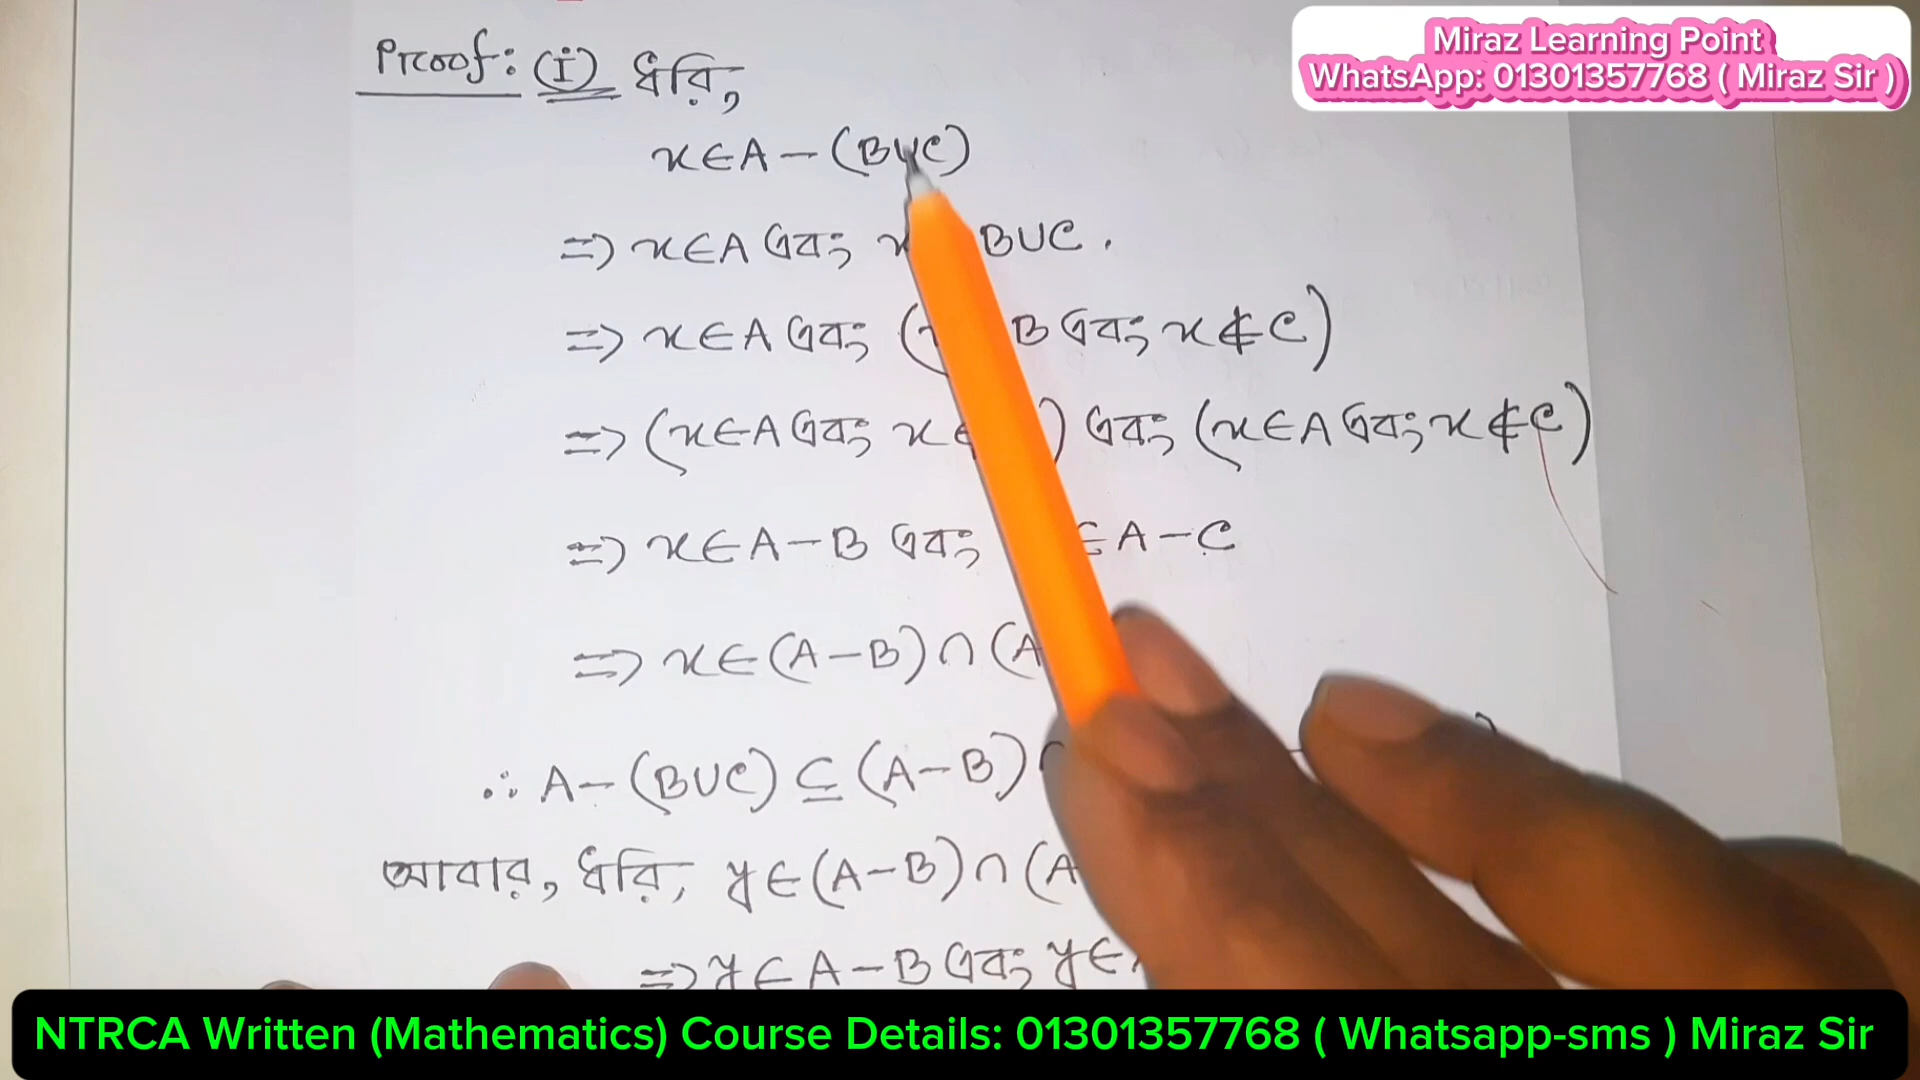 Miraz Learning Point
WhatsApp: 01301357768 ( Miraz Sir )
Proof: (i) ধরি,
x∈A-(B∪C)
⇒ x∈A এবং x B∪C.
⇒ x∈A এবং ( B এবং x∉C)
⇒ (x∈A এবং x ) এবং (x∈A এবং x∉C)
⇒ x∈A-B এবং ∈A-C
⇒ x∈(A-B)∩(A
∴ A-(B∪C)⊆(A-B)∩
আবার, ধরি, y∈(A-B)∩(A
⇒ y∈A-B এবং y∈
NTRCA Written (Mathematics) Course Details: 01301357768 ( Whatsapp-sms ) Miraz Sir